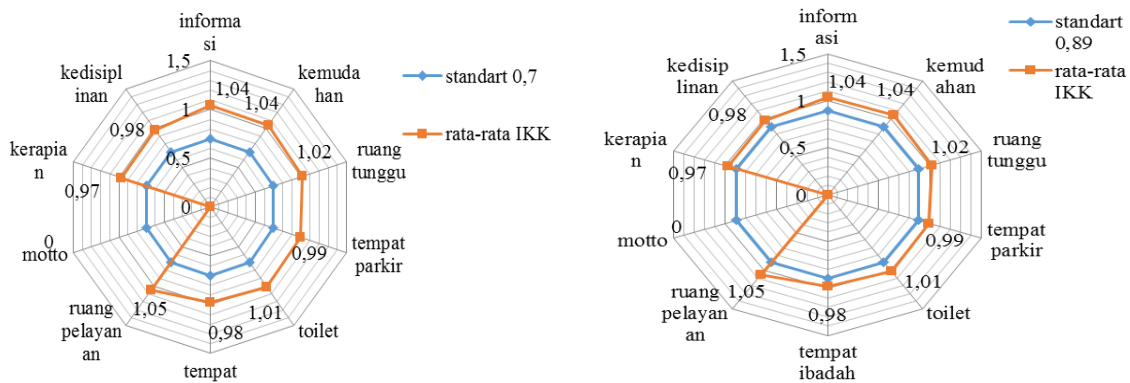 informa
si
kemuda
han
ruang
tunggu
tempat
parkir
toilet
tempat
ruang
pelayan
an
motto
kerapia
n
kedisipl
inan
1,5
1
0,5
0
1,04
1,04
1,02
0,99
1,01
0,98
1,05
0
0,97
0,98
standart 0,7
rata-rata IKK
inform
asi
kemud
ahan
ruang
tunggu
tempat
parkir
toilet
tempat
ibadah
ruang
pelayan
an
motto
kerapia
n
kedisip
linan
1,5
1
0,5
0
1,04
1,04
1,02
0,99
1,01
0,98
1,05
0
0,97
0,98
standart
0,89
rata-rata
IKK